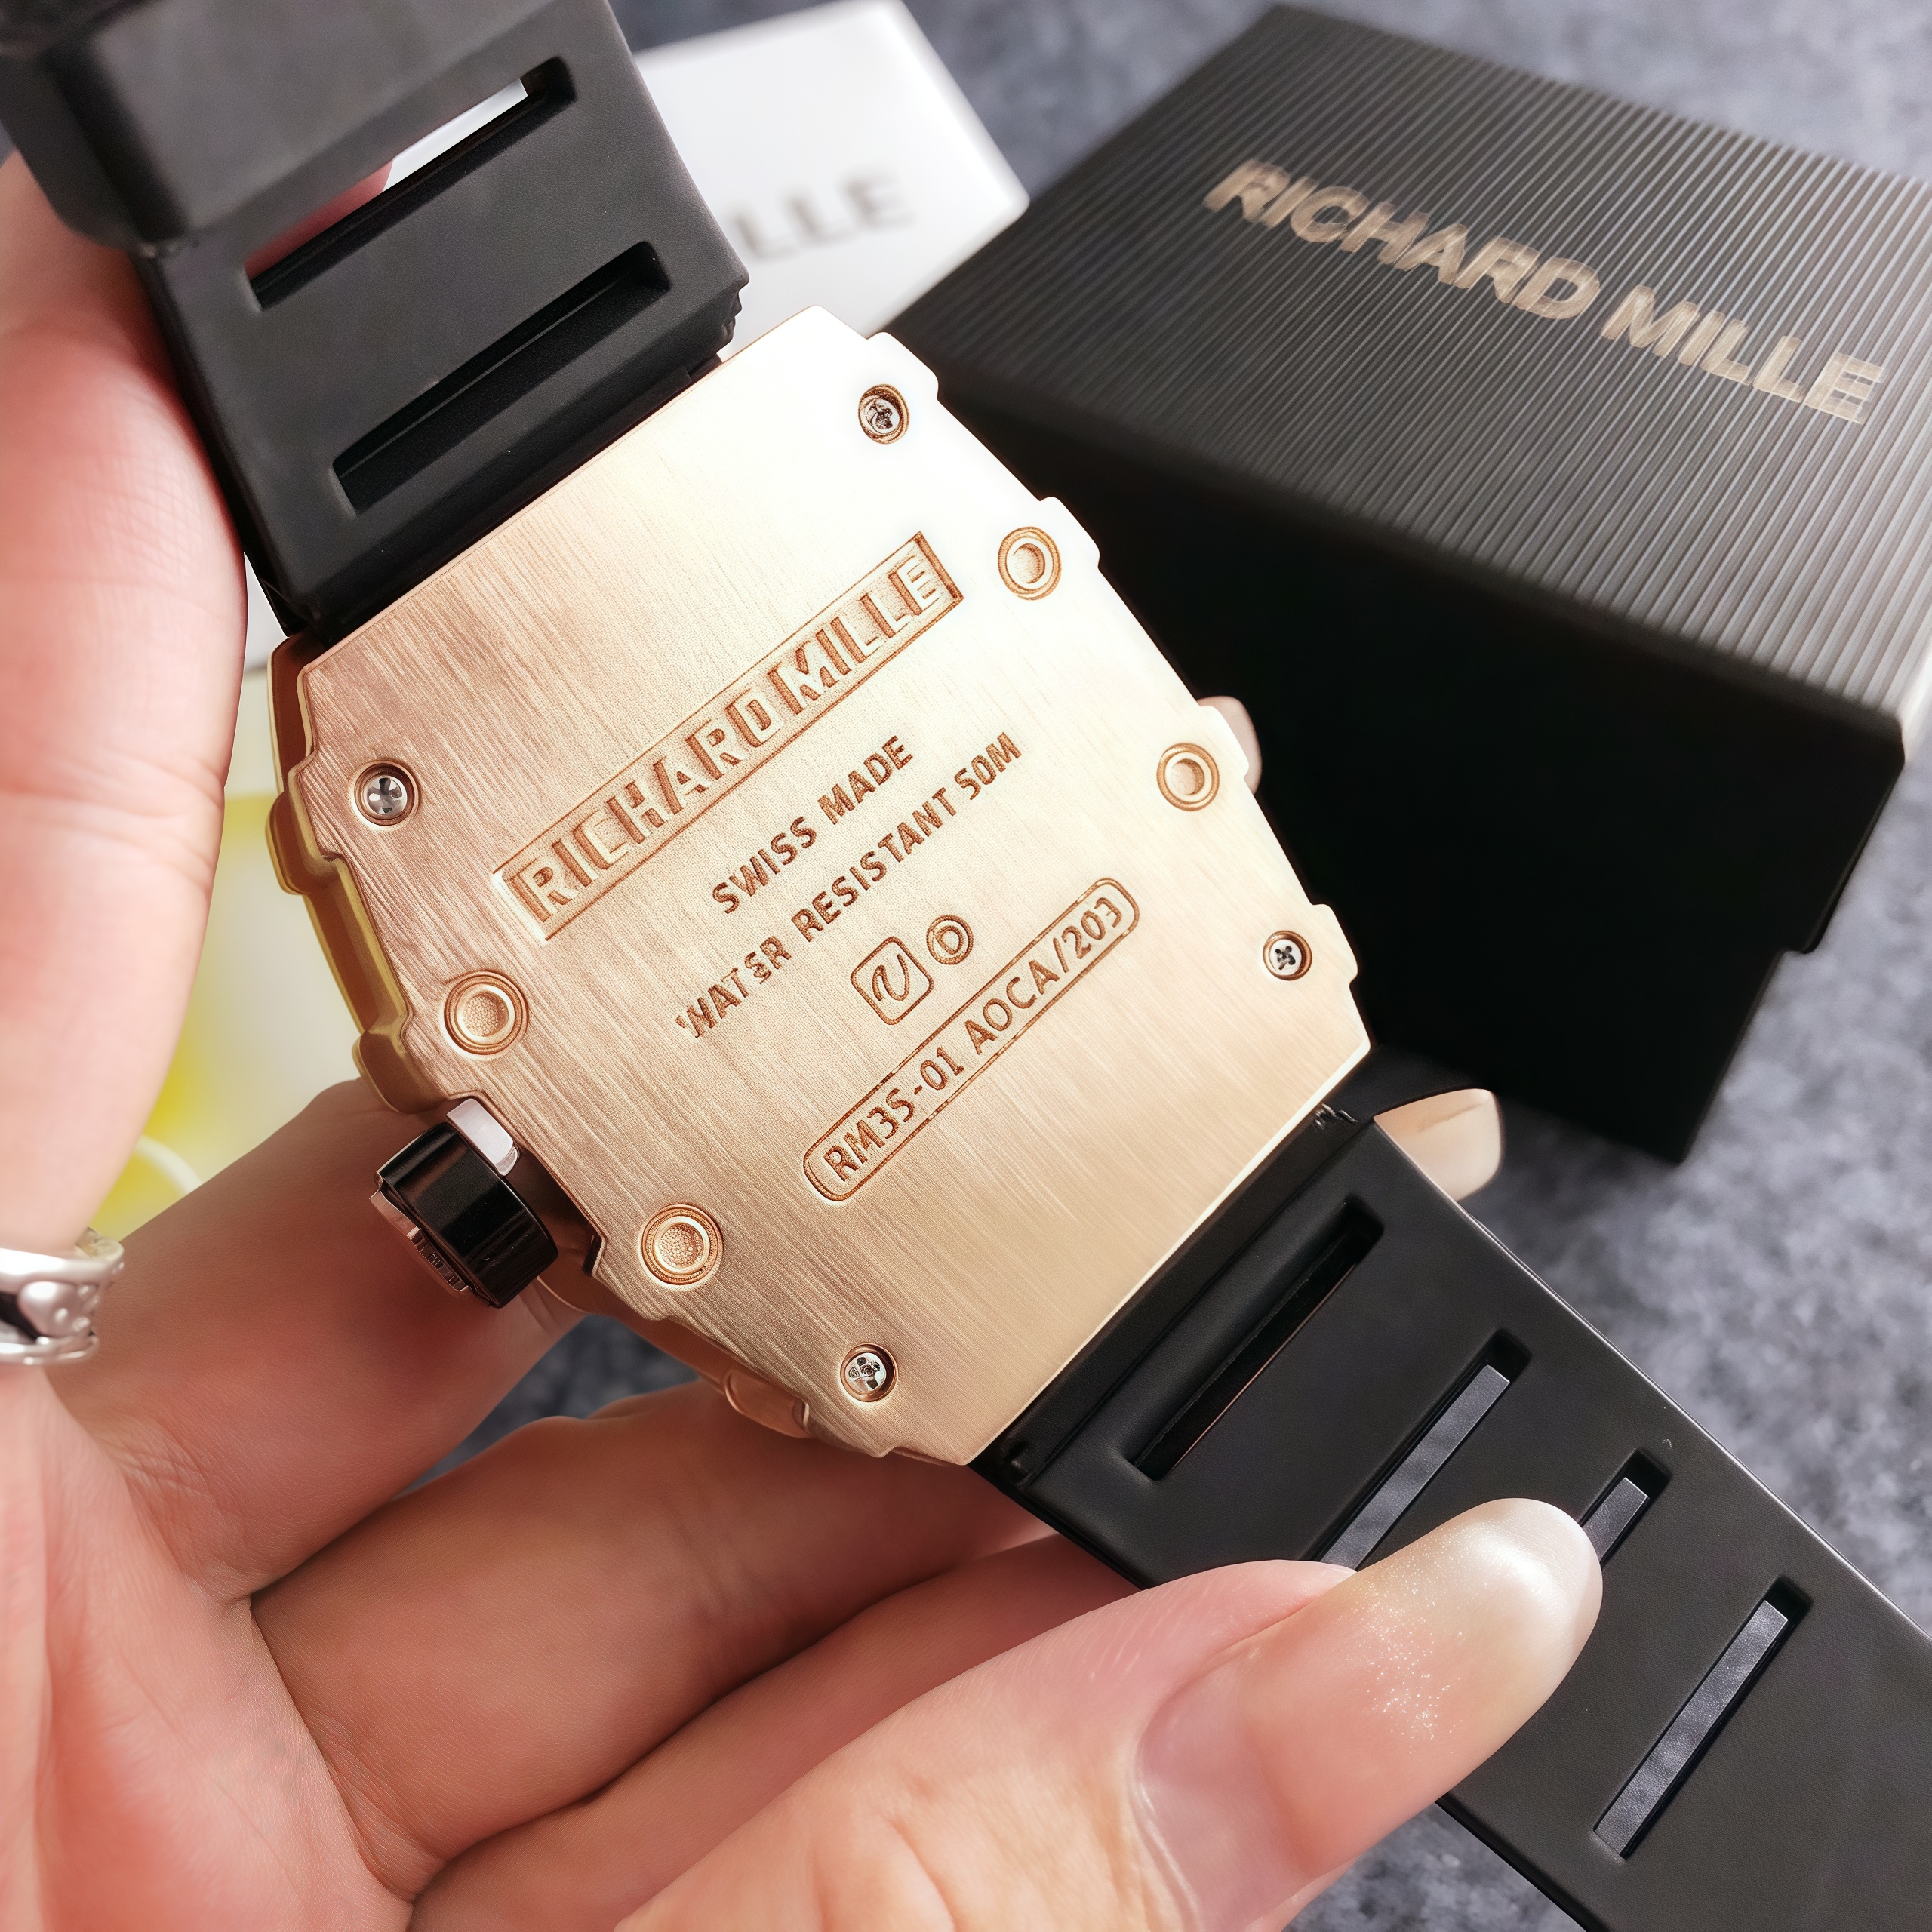 LLE
RICHARD MILLE
RICHARD MILLE
SWISS MADE
WATER RESISTANT 50M
RM35-01 AOCA/203